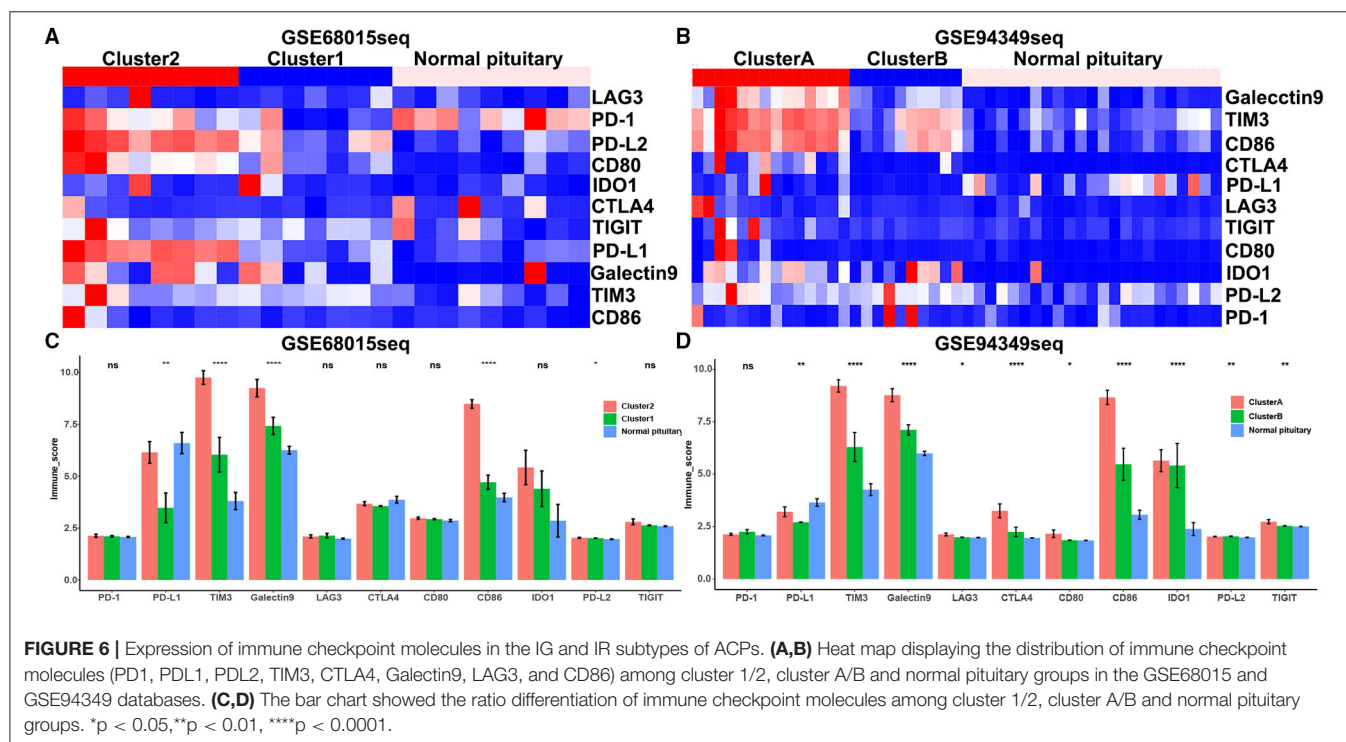 A
GSE68015seq
Cluster2 Cluster1 Normal pituitary
LAG3
PD-1
PD-L2
CD80
IDO1
CTLA4
TIGIT
PD-L1
Galectin9
TIM3
CD86
B
GSE94349seq
ClusterA ClusterB Normal pituitary
Galecctin9
TIM3
CD86
CTLA4
PD-L1
LAG3
TIGIT
CD80
IDO1
PD-L2
PD-1
C
GSE68015seq
ns ** **** **** ns ns ns **** ns * ns
10.0
7.5
5.0
2.5
0.0
Immune_score
Cluster2
Cluster1
Normal pituitary
PD-1 PD-L1 TIM3 Galectin9 LAG3 CTLA4 CD80 CD86 IDO1 PD-L2 TIGIT
D
GSE94349seq
ns ** **** **** * **** * **** **** ** **
10.0
7.5
5.0
2.5
0.0
Immune_score
ClusterA
ClusterB
Normal pituitary
PD-1 PD-L1 TIM3 Galectin9 LAG3 CTLA4 CD80 CD86 IDO1 PD-L2 TIGIT
FIGURE 6 | Expression of immune checkpoint molecules in the IG and IR subtypes of ACPs. (A,B) Heat map displaying the distribution of immune checkpoint
molecules (PD1, PDL1, PDL2, TIM3, CTLA4, Galectin9, LAG3, and CD86) among cluster 1/2, cluster A/B and normal pituitary groups in the GSE68015 and
GSE94349 databases. (C,D) The bar chart showed the ratio differentiation of immune checkpoint molecules among cluster 1/2, cluster A/B and normal pituitary
groups. *p < 0.05,**p < 0.01, ****p < 0.0001.